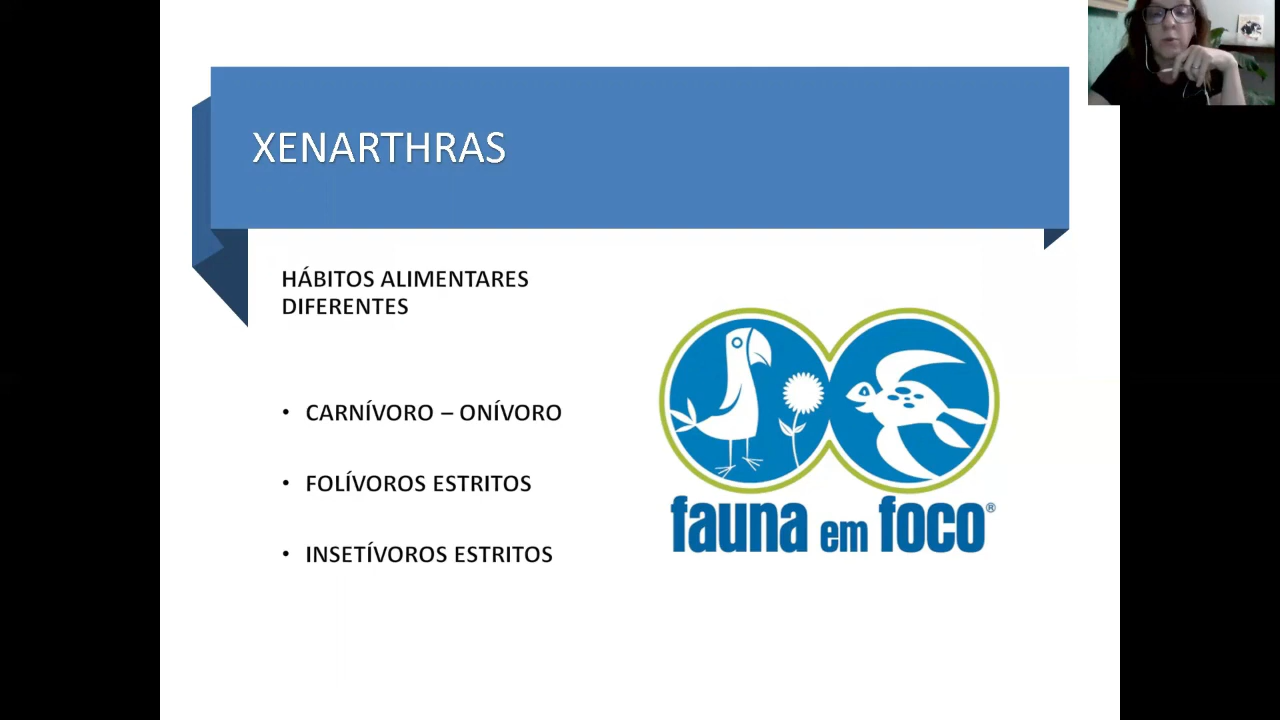 XENARTHRAS
HÁBITOS ALIMENTARES
DIFERENTES
• CARNÍVORO – ONÍVORO
• FOLÍVOROS ESTRITOS
• INSETÍVOROS ESTRITOS
fauna em foco®